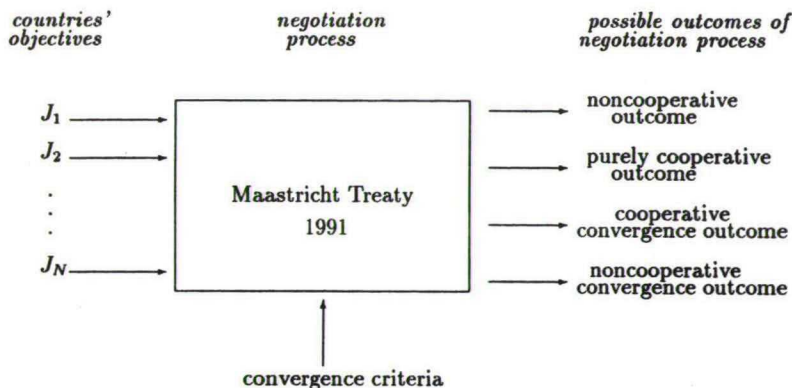 countries' objectives
negotiation process
possible outcomes of negotiation process
J1
J2
.
.
.
JN
Maastricht Treaty
1991
noncooperative
outcome
purely cooperative
outcome
cooperative
convergence outcome
noncooperative
convergence outcome
convergence criteria